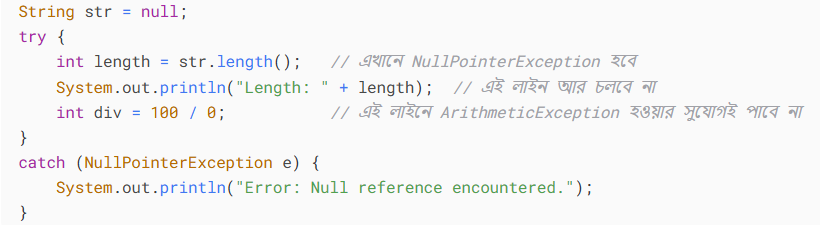 String str = null;
try {
    int length = str.length();   // এখানে NullPointerException হবে
    System.out.println("Length: " + length);  // এই লাইন আর চলবে না
    int div = 100 / 0;           // এই লাইনে ArithmeticException হওয়ার সুযোগই পাবে না
}
catch (NullPointerException e) {
    System.out.println("Error: Null reference encountered.");
}